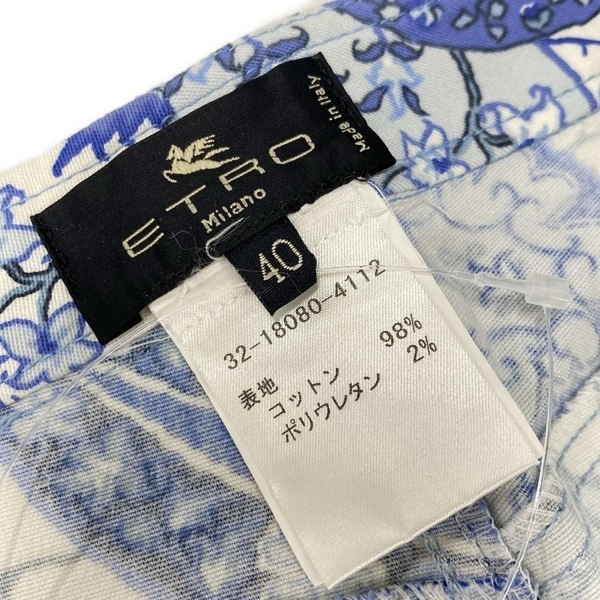 ETRO
Milano
Made in Italy
40
32-18080-4112
表地
コットン 98%
ポリウレタン 2%